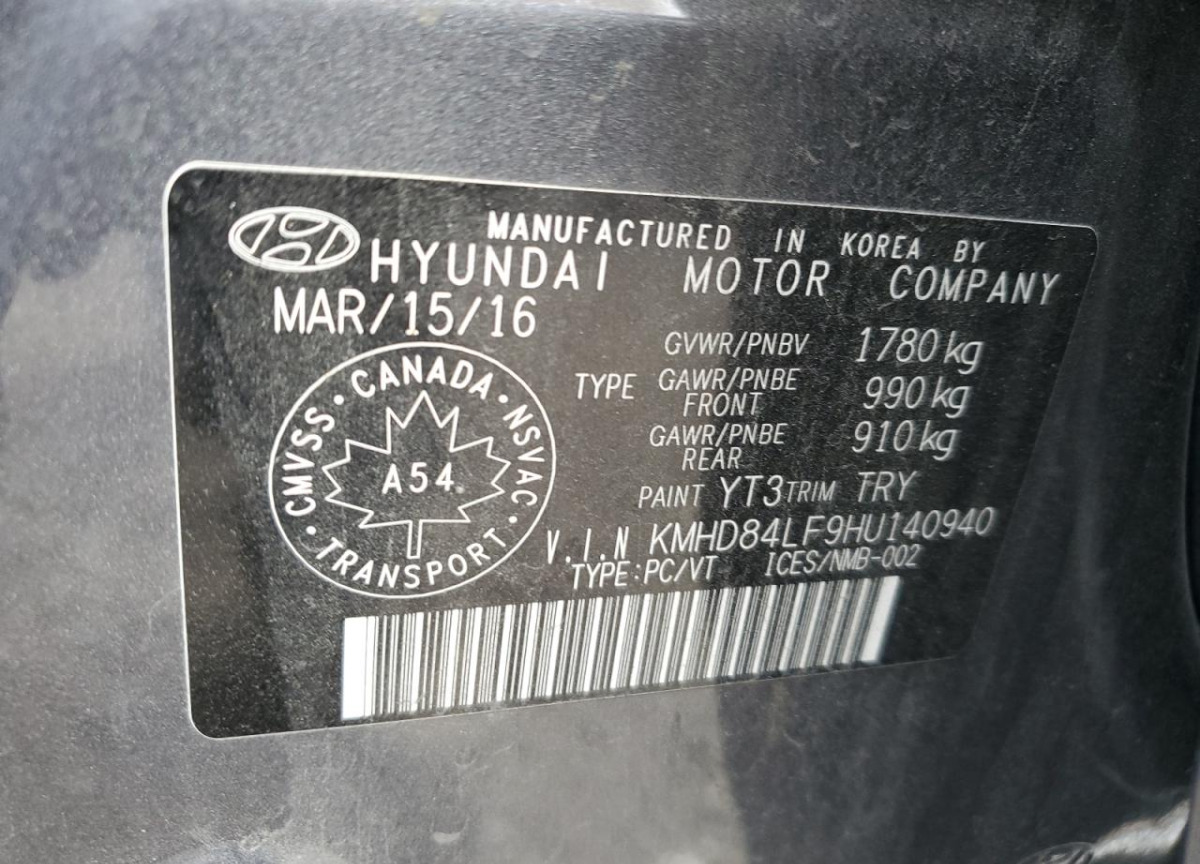 MANUFACTURED IN KOREA BY
HYUNDAI MOTOR COMPANY
MAR/15/16
GVWR/PNBV 1780 kg
TYPE GAWR/PNBE FRONT 990 kg
GAWR/PNBE REAR 910 kg
PAINT YT3 TRIM TRY
V.I.N KMHD84LF9HU140940
TYPE:PC/VT ICES/NMB-002
CMVSS · CANADA · NSVAC · TRANSPORT ·
A54